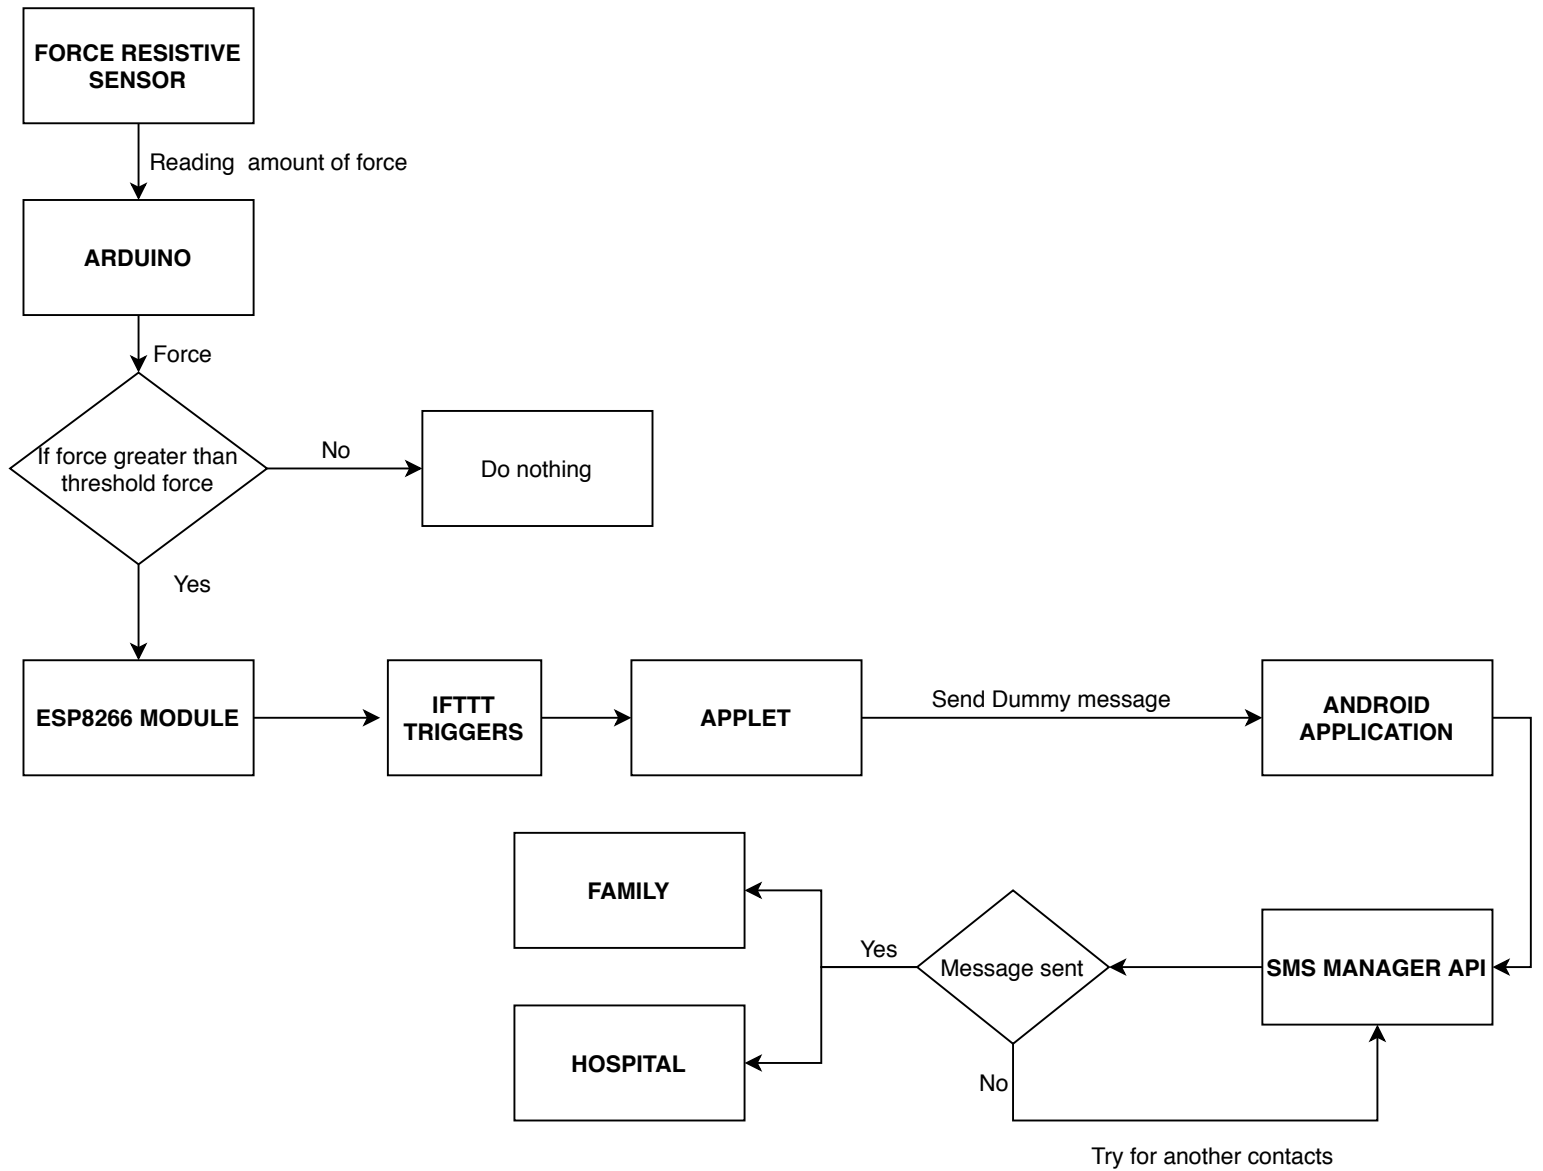 FORCE RESISTIVE
SENSOR
Reading  amount of force
ARDUINO
Force
If force greater than
threshold force
No
Do nothing
Yes
ESP8266 MODULE
IFTTT
TRIGGERS
APPLET
Send Dummy message
ANDROID
APPLICATION
FAMILY
Yes
Message sent
SMS MANAGER API
HOSPITAL
No
Try for another contacts